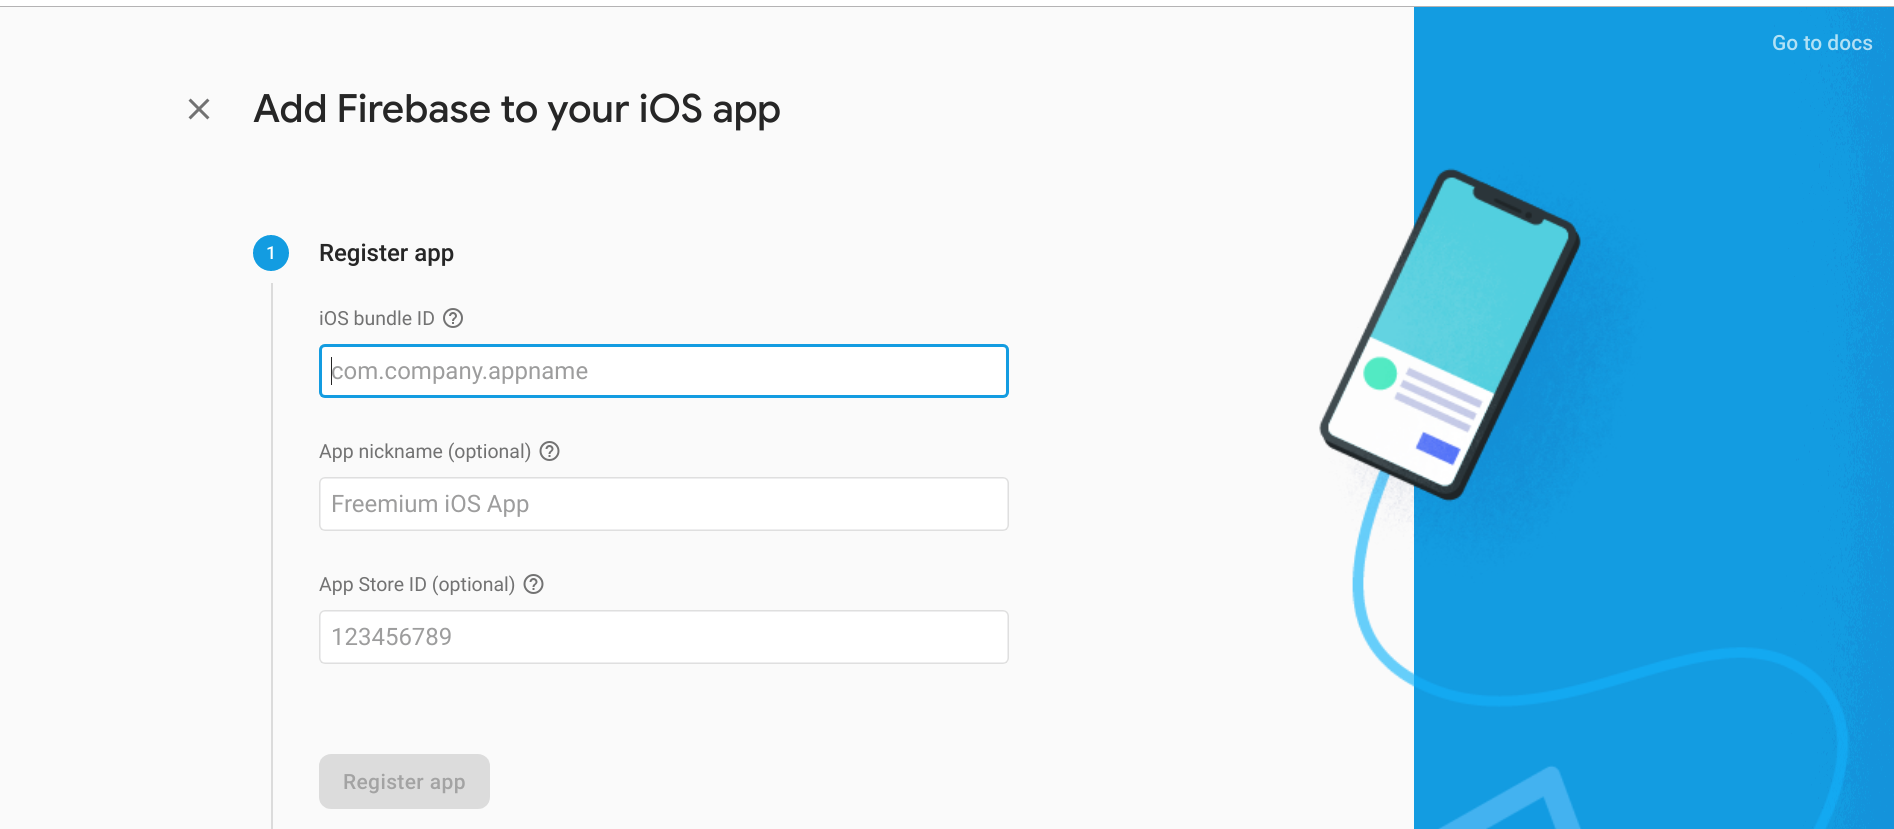 Go to docs
Add Firebase to your iOS app
1 Register app
iOS bundle ID ?
com.company.appname
App nickname (optional) ?
Freemium iOS App
App Store ID (optional) ?
123456789
Register app